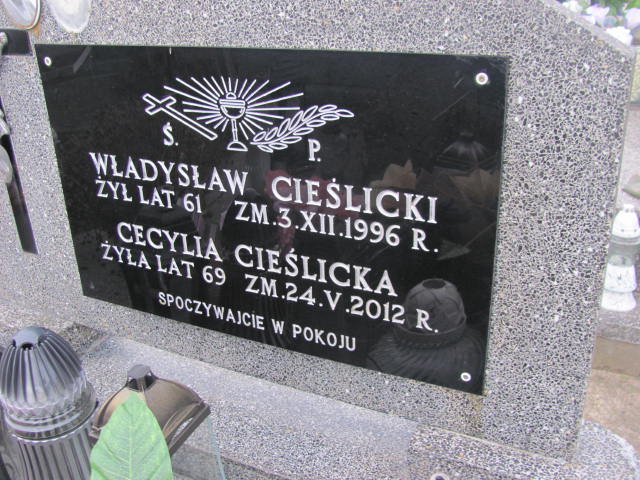 Ś. P.
WŁADYSŁAW CIEŚLICKI
ŻYŁ LAT 61 ZM. 3.XII.1996 R.
CECYLIA CIEŚLICKA
ŻYŁA LAT 69 ZM. 24.V.2012 R.
SPOCZYWAJCIE W POKOJU